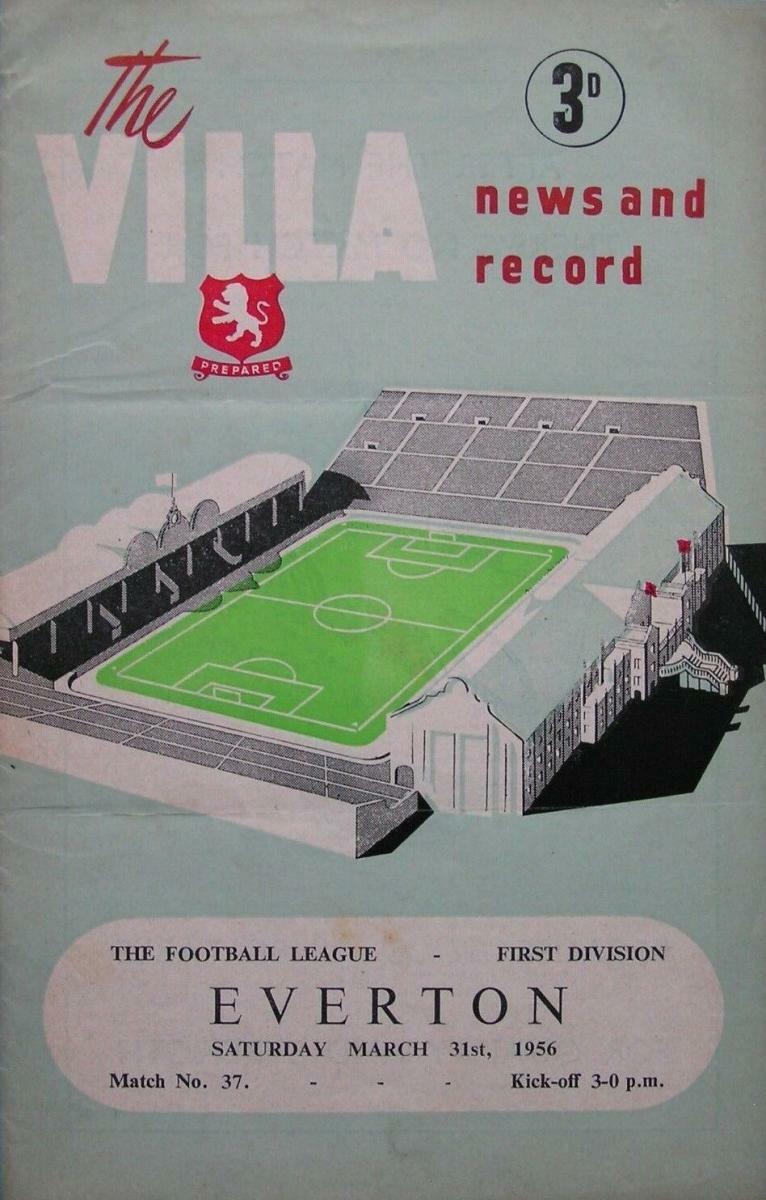 The
VILLA
3D
news and
record
PREPARED
THE FOOTBALL LEAGUE - FIRST DIVISION
EVERTON
SATURDAY MARCH 31st, 1956
Match No. 37. - - - Kick-off 3-0 p.m.